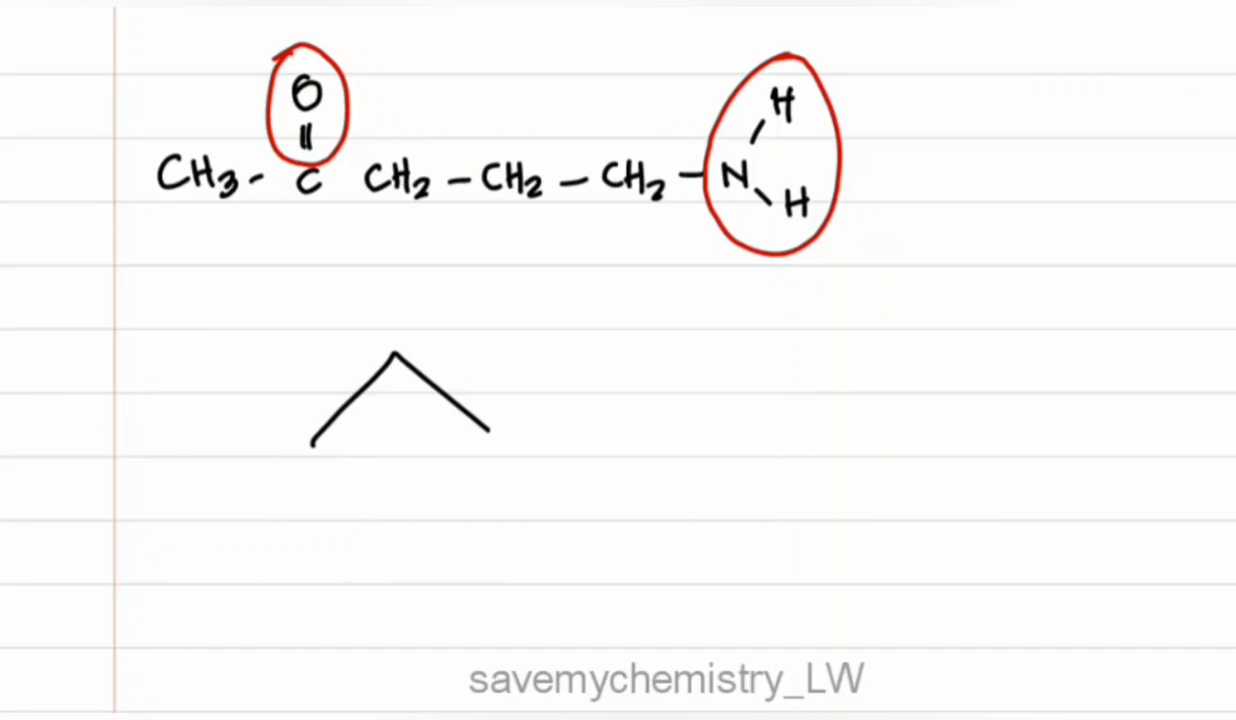 O
||
CH₃ - C CH₂ – CH₂ – CH₂ – N
H
H
savemychemistry_LW